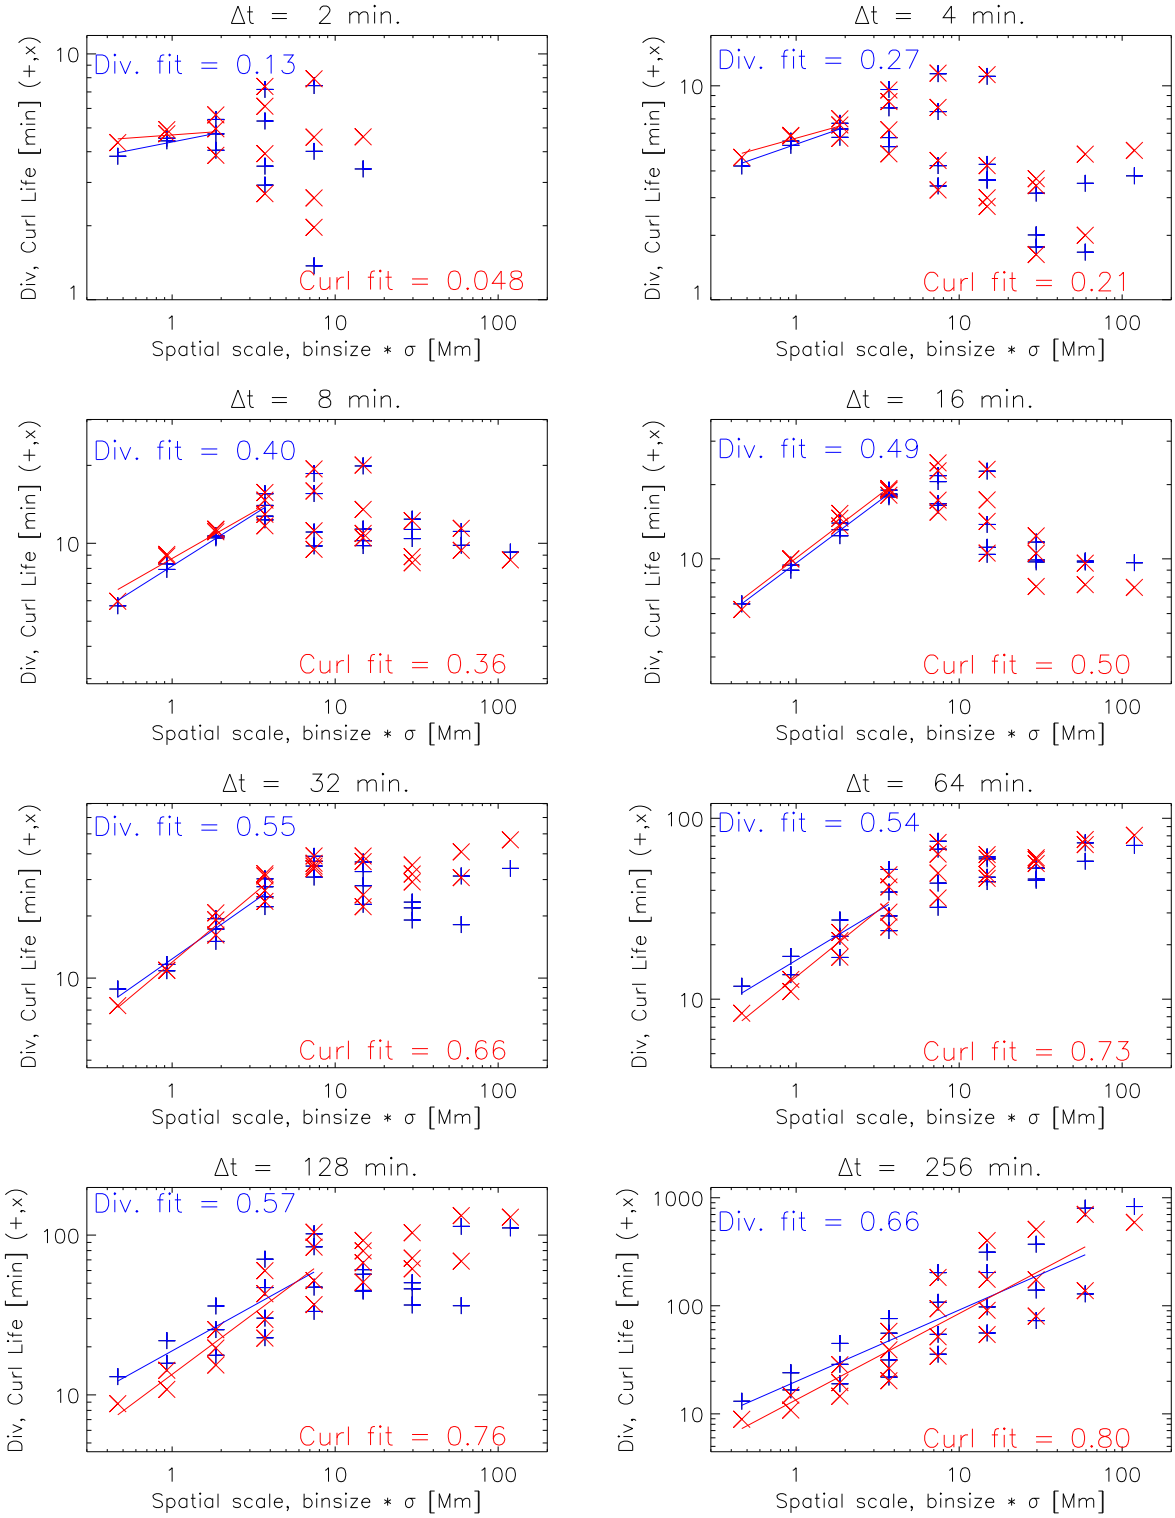 Δt = 2 min.
Div, Curl Life [min] (+,x)
10
1
Div. fit = 0.13
Curl fit = 0.048
1 10 100
Spatial scale, binsize * σ [Mm]
Δt = 4 min.
Div, Curl Life [min] (+,x)
10
1
Div. fit = 0.27
Curl fit = 0.21
1 10 100
Spatial scale, binsize * σ [Mm]
Δt = 8 min.
Div, Curl Life [min] (+,x)
10
Div. fit = 0.40
Curl fit = 0.36
1 10 100
Spatial scale, binsize * σ [Mm]
Δt = 16 min.
Div, Curl Life [min] (+,x)
10
Div. fit = 0.49
Curl fit = 0.50
1 10 100
Spatial scale, binsize * σ [Mm]
Δt = 32 min.
Div, Curl Life [min] (+,x)
10
Div. fit = 0.55
Curl fit = 0.66
1 10 100
Spatial scale, binsize * σ [Mm]
Δt = 64 min.
Div, Curl Life [min] (+,x)
100
10
Div. fit = 0.54
Curl fit = 0.73
1 10 100
Spatial scale, binsize * σ [Mm]
Δt = 128 min.
Div, Curl Life [min] (+,x)
100
10
Div. fit = 0.57
Curl fit = 0.76
1 10 100
Spatial scale, binsize * σ [Mm]
Δt = 256 min.
Div, Curl Life [min] (+,x)
1000
100
10
Div. fit = 0.66
Curl fit = 0.80
1 10 100
Spatial scale, binsize * σ [Mm]